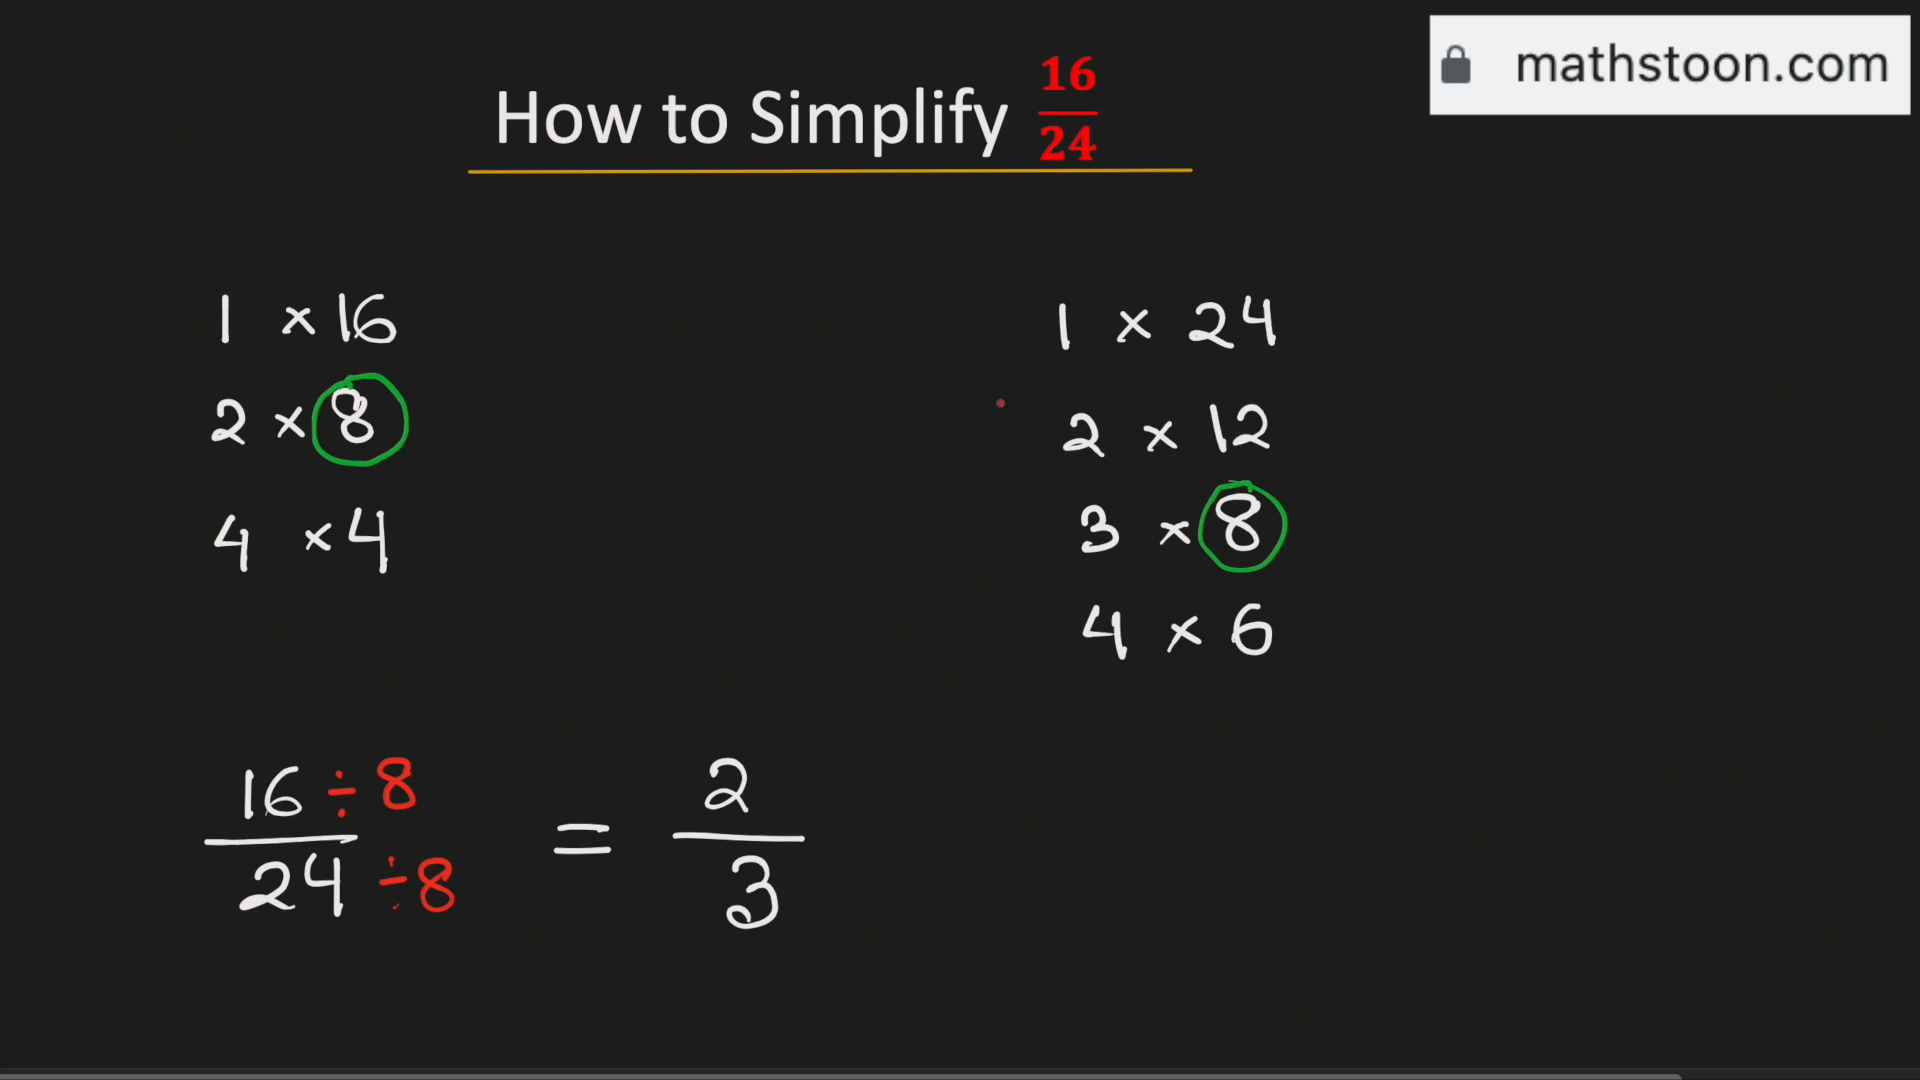 How to Simplify 16/24
mathstoon.com
1 × 16
2 × 8
4 × 4
1 × 24
2 × 12
3 × 8
4 × 6
16 ÷ 8
24 ÷ 8
=
2
3